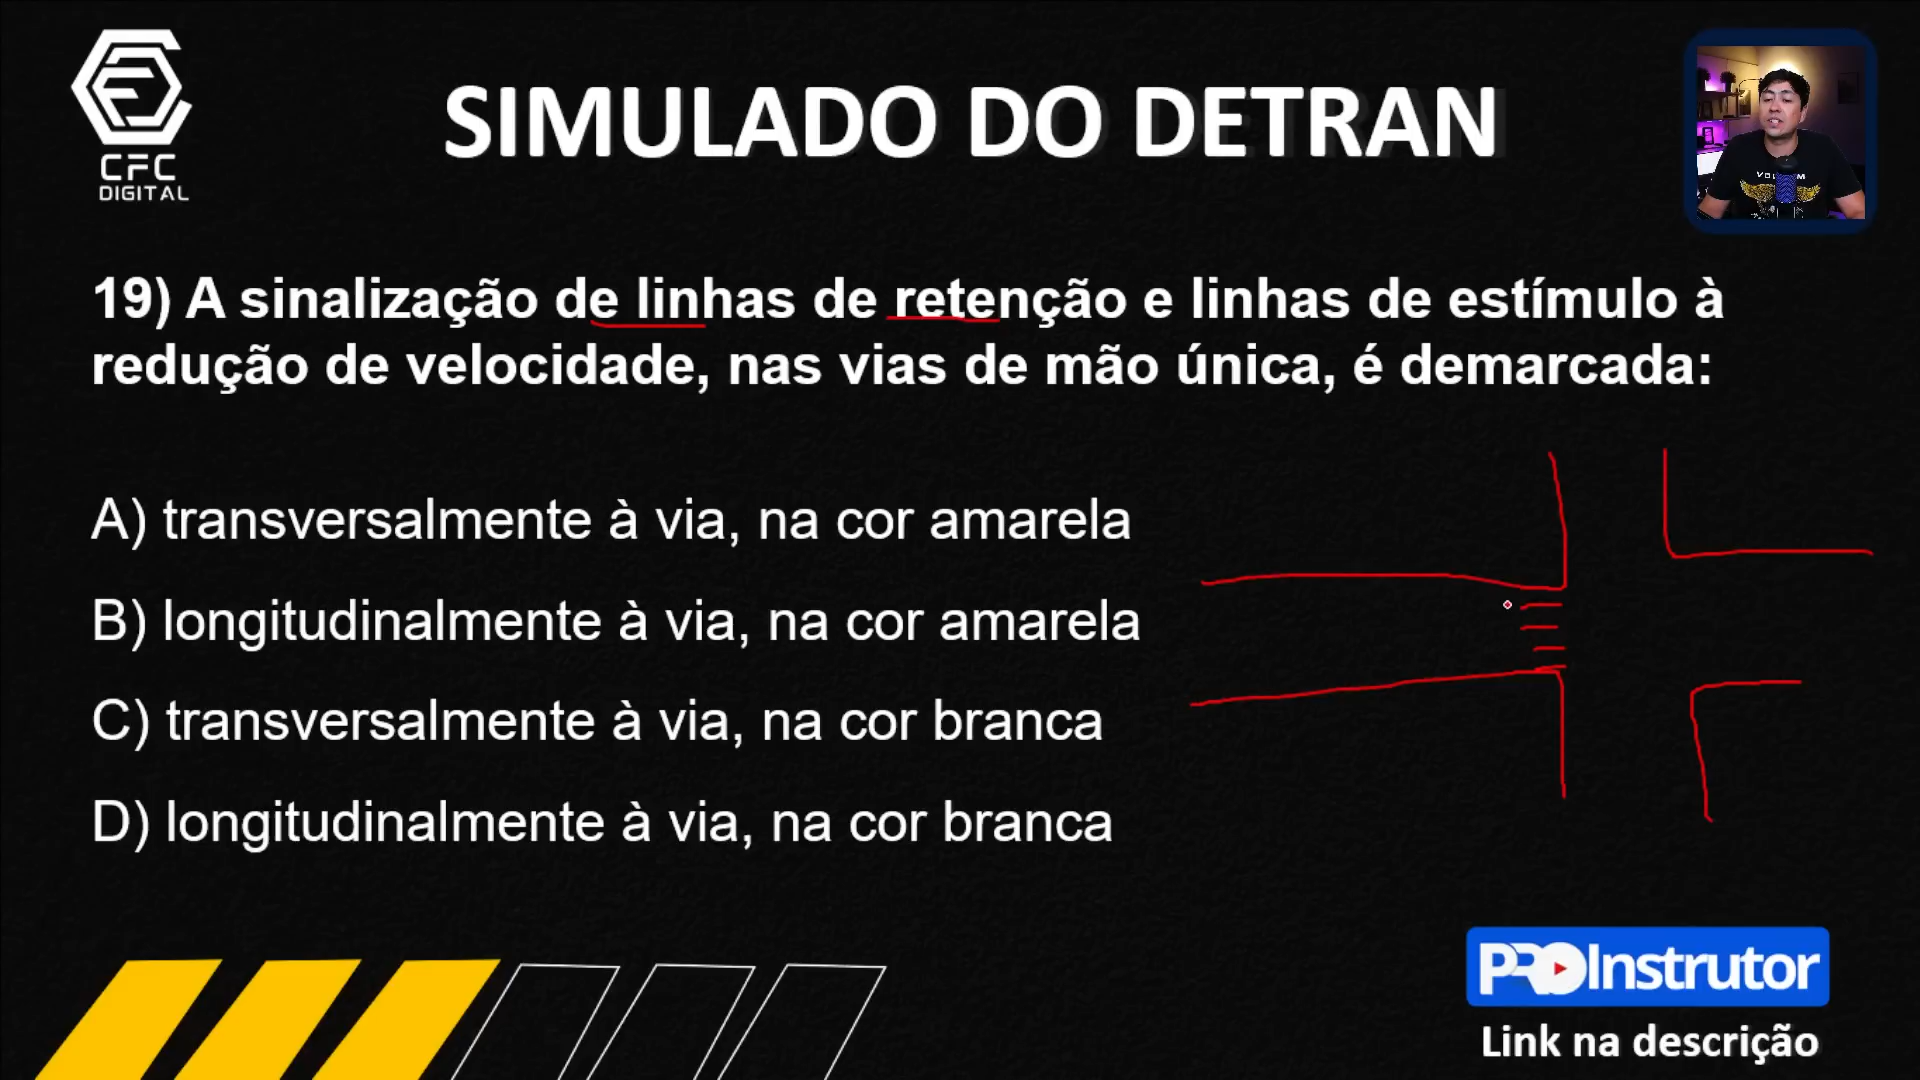 CFC
DIGITAL
SIMULADO DO DETRAN
19) A sinalização de linhas de retenção e linhas de estímulo à
redução de velocidade, nas vias de mão única, é demarcada:
A) transversalmente à via, na cor amarela
B) longitudinalmente à via, na cor amarela
C) transversalmente à via, na cor branca
D) longitudinalmente à via, na cor branca
PROInstrutor
Link na descrição